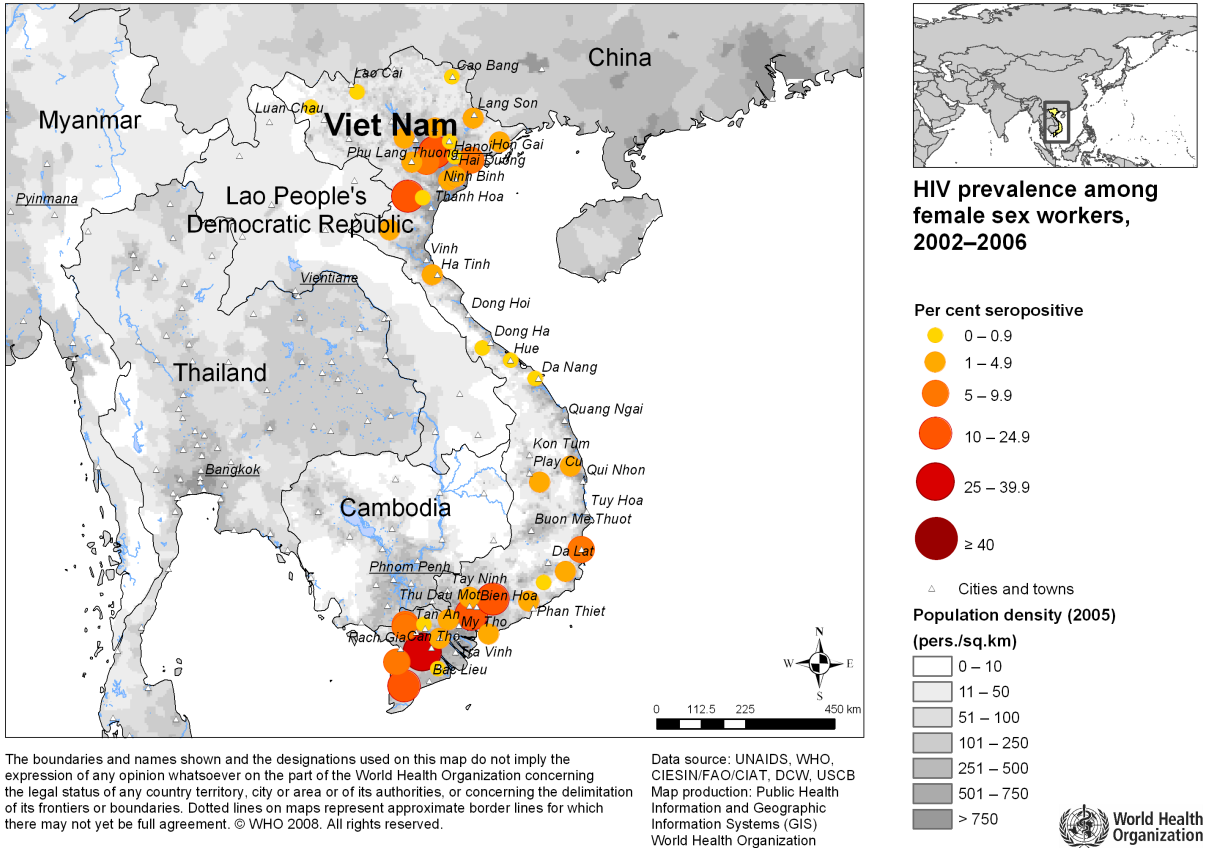 China
Cao Bang
Lao Cai
Luan Chau
Lang Son
Myanmar
Viet Nam
Hanoi
Hon Gai
Phu Lang Thuong
Hai Duong
Ninh Binh
Pyinmana
Lao People's
Democratic Republic
Thanh Hoa
Vinh
Ha Tinh
Vientiane
Dong Hoi
Dong Ha
Hue
Da Nang
Thailand
Quang Ngai
Kon Tum
Play Cu
Qui Nhon
Bangkok
Tuy Hoa
Cambodia
Buon Me Thuot
Da Lat
Phnom Penh
Tay Ninh
Thu Dau Mot
Bien Hoa
Phan Thiet
Tan An
My Tho
Rach Gia
Can Tho
Tra Vinh
Bac Lieu
N
W
E
S
0 112.5 225 450 km
HIV prevalence among
female sex workers,
2002–2006
Per cent seropositive
0 – 0.9
1 – 4.9
5 – 9.9
10 – 24.9
25 – 39.9
≥ 40
Cities and towns
Population density (2005)
(pers./sq.km)
0 – 10
11 – 50
51 – 100
101 – 250
251 – 500
501 – 750
> 750
The boundaries and names shown and the designations used on this map do not imply the
expression of any opinion whatsoever on the part of the World Health Organization concerning
the legal status of any country territory, city or area or of its authorities, or concerning the delimitation
of its frontiers or boundaries. Dotted lines on maps represent approximate border lines for which
there may not yet be full agreement. © WHO 2008. All rights reserved.
Data source: UNAIDS, WHO,
CIESIN/FAO/CIAT, DCW, USCB
Map production: Public Health
Information and Geographic
Information Systems (GIS)
World Health Organization
World Health
Organization